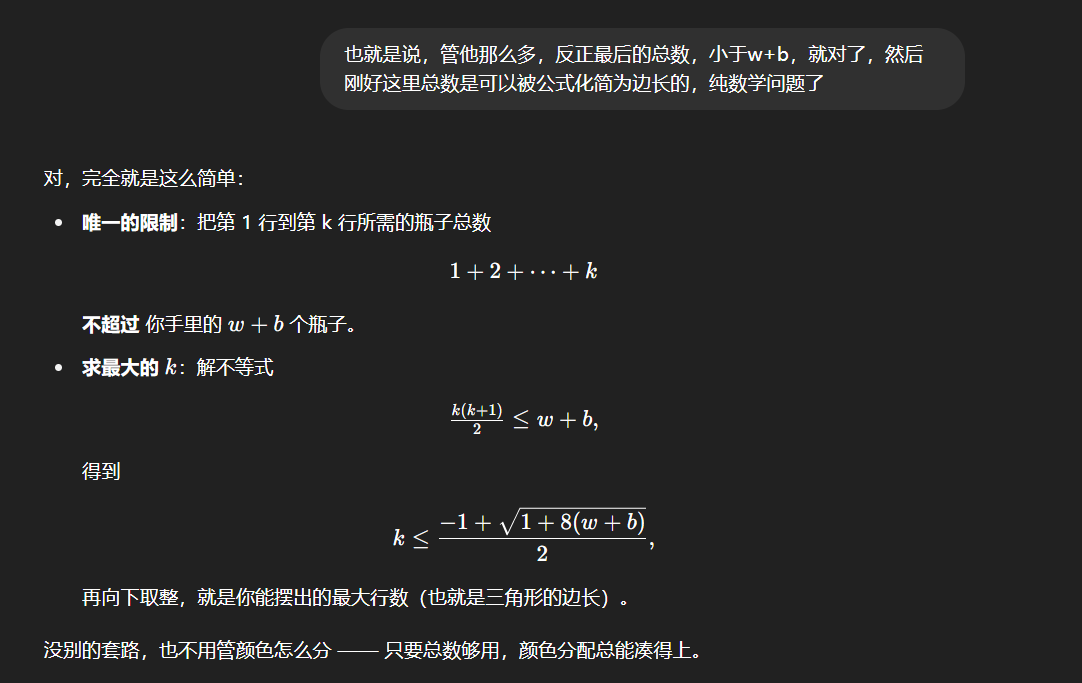 也就是说，管他那么多，反正最后的总数，小于w+b，就对了，然后
刚好这里总数是可以被公式化简为边长的，纯数学问题了
对，完全就是这么简单：
• 唯一的限制：把第 1 行到第 k 行所需的瓶子总数
1 + 2 + ⋯ + k
不超过 你手里的 w + b 个瓶子。
• 求最大的 k：解不等式
k(k+1)/2 ≤ w + b,
得到
k ≤ (−1 + √(1 + 8(w + b)))/2,
再向下取整，就是你能摆出的最大行数（也就是三角形的边长）。
没别的套路，也不用管颜色怎么分 —— 只要总数够用，颜色分配总能凑得上。